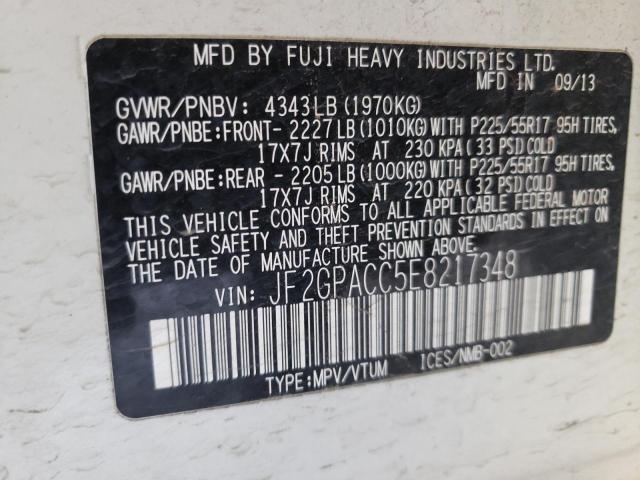 MFD BY FUJI HEAVY INDUSTRIES LTD.
MFD IN 09/13
GVWR/PNBV: 4343LB (1970KG)
GAWR/PNBE:FRONT- 2227 LB (1010KG) WITH P225/55R17 95H TIRES,
17X7J RIMS AT 230 KPA (33 PSI) COLD
GAWR/PNBE:REAR - 2205 LB (1000KG) WITH P225/55R17 95H TIRES,
17X7J RIMS AT 220 KPA (32 PSI) COLD
THIS VEHICLE CONFORMS TO ALL APPLICABLE FEDERAL MOTOR
VEHICLE SAFETY AND THEFT PREVENTION STANDARDS IN EFFECT ON
THE DATE OF MANUFACTURE SHOWN ABOVE.
VIN: JF2GPACC5E8217348
TYPE:MPV/VTUM ICES/NMB-002